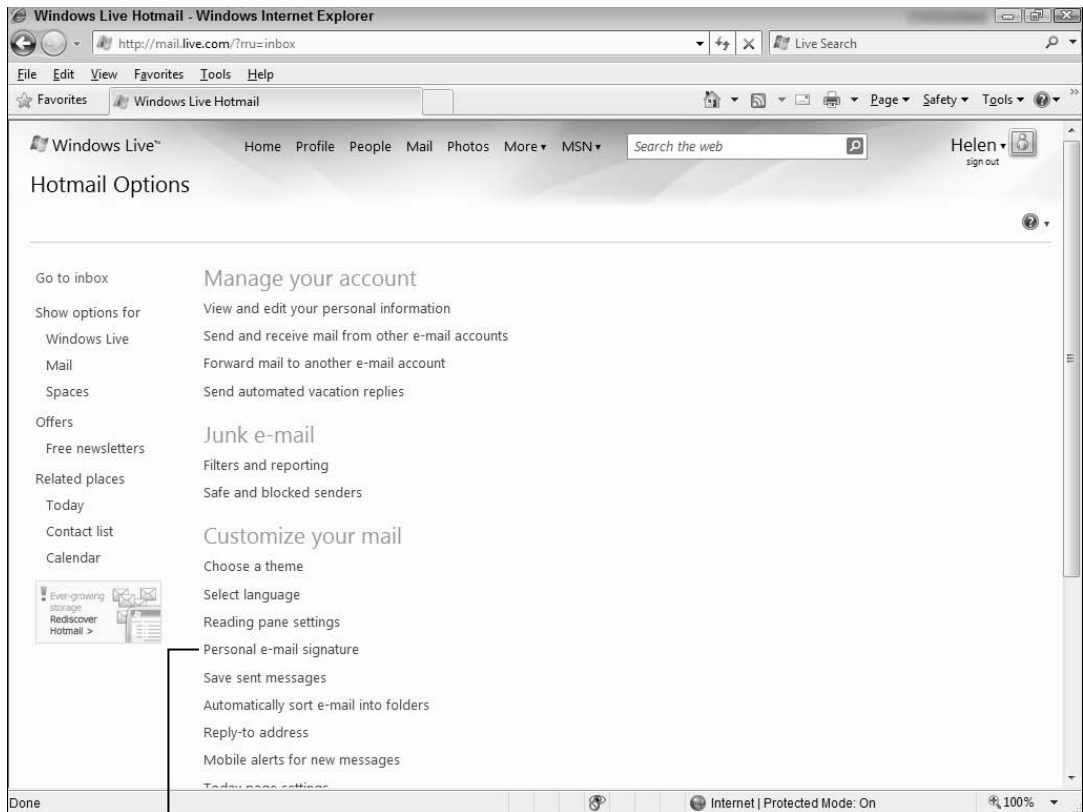 Windows Live Hotmail - Windows Internet Explorer
http://mail.live.com/?rru=inbox
Live Search
File Edit View Favorites Tools Help
Favorites
Windows Live Hotmail
Page Safety Tools
Windows Live™
Home Profile People Mail Photos More MSN
Search the web
Helen
sign out
Hotmail Options
Go to inbox
Show options for
Windows Live
Mail
Spaces
Offers
Free newsletters
Related places
Today
Contact list
Calendar
Ever-growing
storage
Rediscover
Hotmail >
Manage your account
View and edit your personal information
Send and receive mail from other e-mail accounts
Forward mail to another e-mail account
Send automated vacation replies
Junk e-mail
Filters and reporting
Safe and blocked senders
Customize your mail
Choose a theme
Select language
Reading pane settings
Personal e-mail signature
Save sent messages
Automatically sort e-mail into folders
Reply-to address
Mobile alerts for new messages
Today page settings
Done
Internet | Protected Mode: On
100%